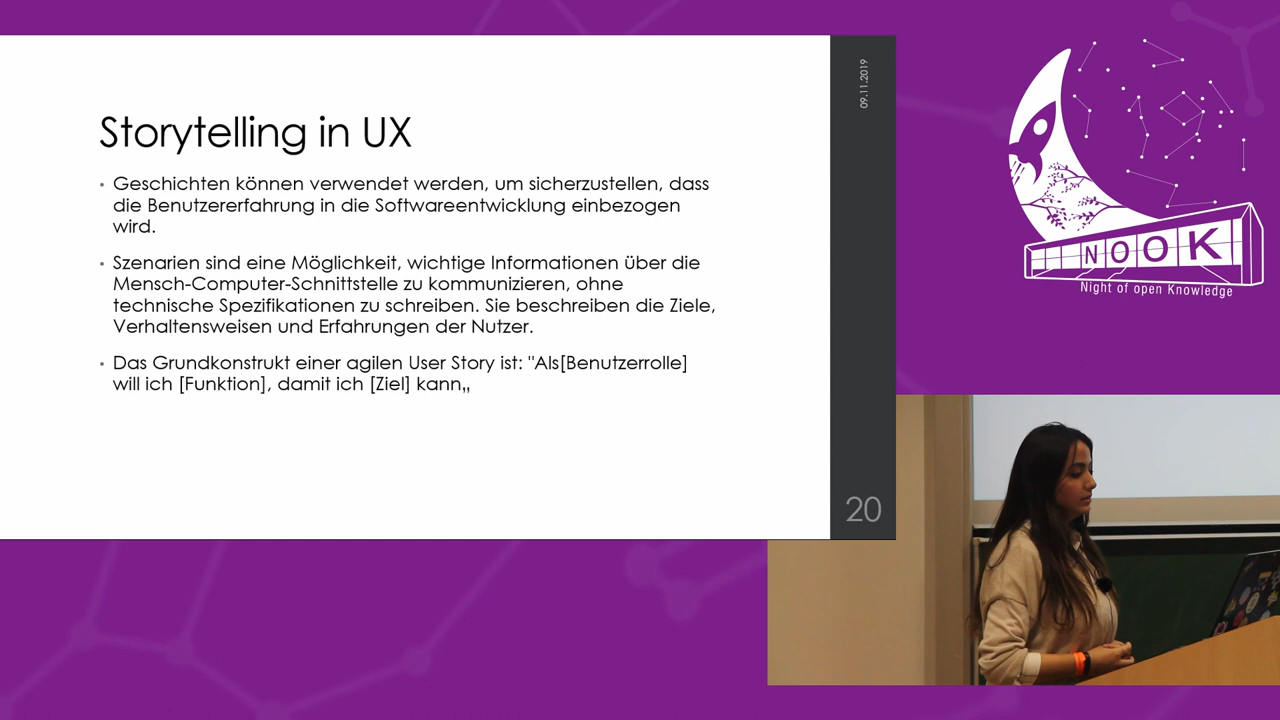 Storytelling in UX
• Geschichten können verwendet werden, um sicherzustellen, dass
die Benutzererfahrung in die Softwareentwicklung einbezogen
wird.
• Szenarien sind eine Möglichkeit, wichtige Informationen über die
Mensch-Computer-Schnittstelle zu kommunizieren, ohne
technische Spezifikationen zu schreiben. Sie beschreiben die Ziele,
Verhaltensweisen und Erfahrungen der Nutzer.
• Das Grundkonstrukt einer agilen User Story ist: "Als[Benutzerrolle]
will ich [Funktion], damit ich [Ziel] kann„
09.11.2019
20
NOOK
Night of open Knowledge